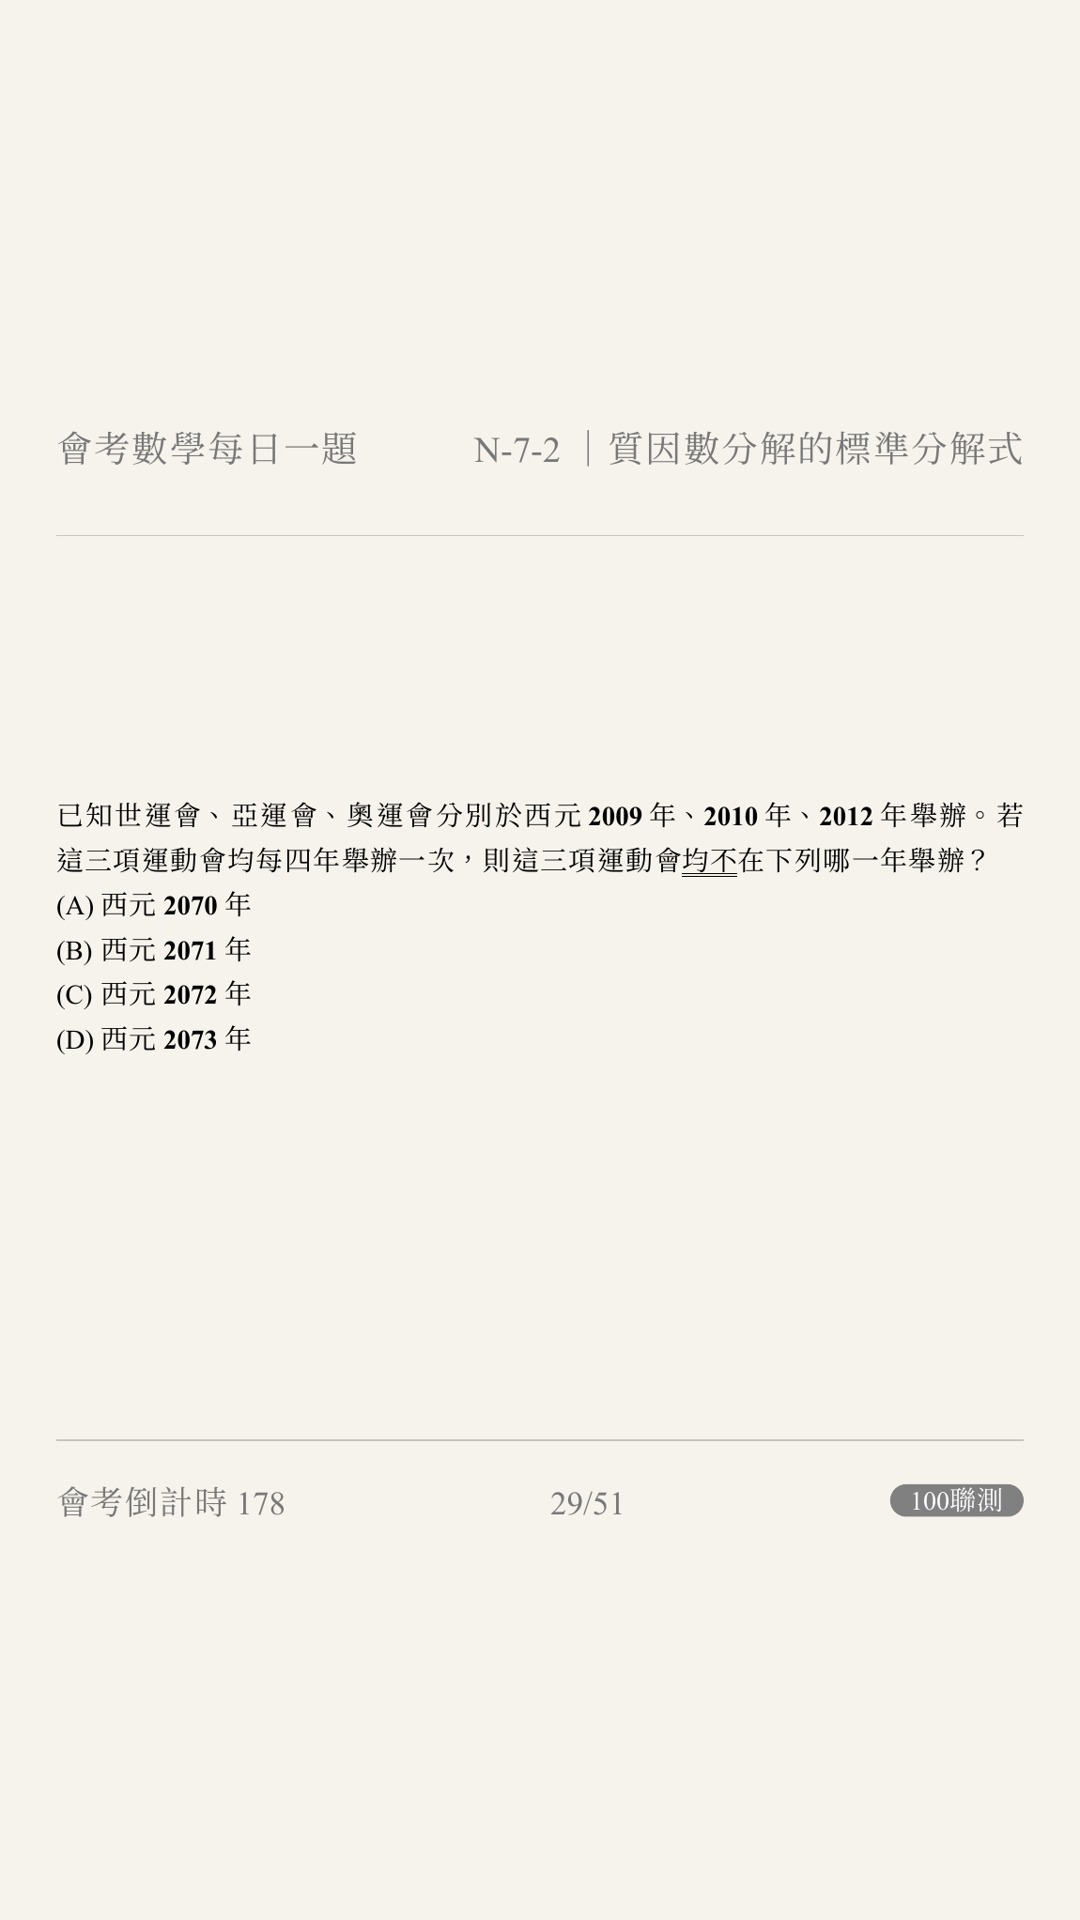 會考數學每日一題
N-7-2｜質因數分解的標準分解式
已知世運會、亞運會、奧運會分別於西元 2009 年、2010 年、2012 年舉辦。若
這三項運動會均每四年舉辦一次，則這三項運動會均不在下列哪一年舉辦？
(A) 西元 2070 年
(B) 西元 2071 年
(C) 西元 2072 年
(D) 西元 2073 年
會考倒計時 178
29/51
100聯測